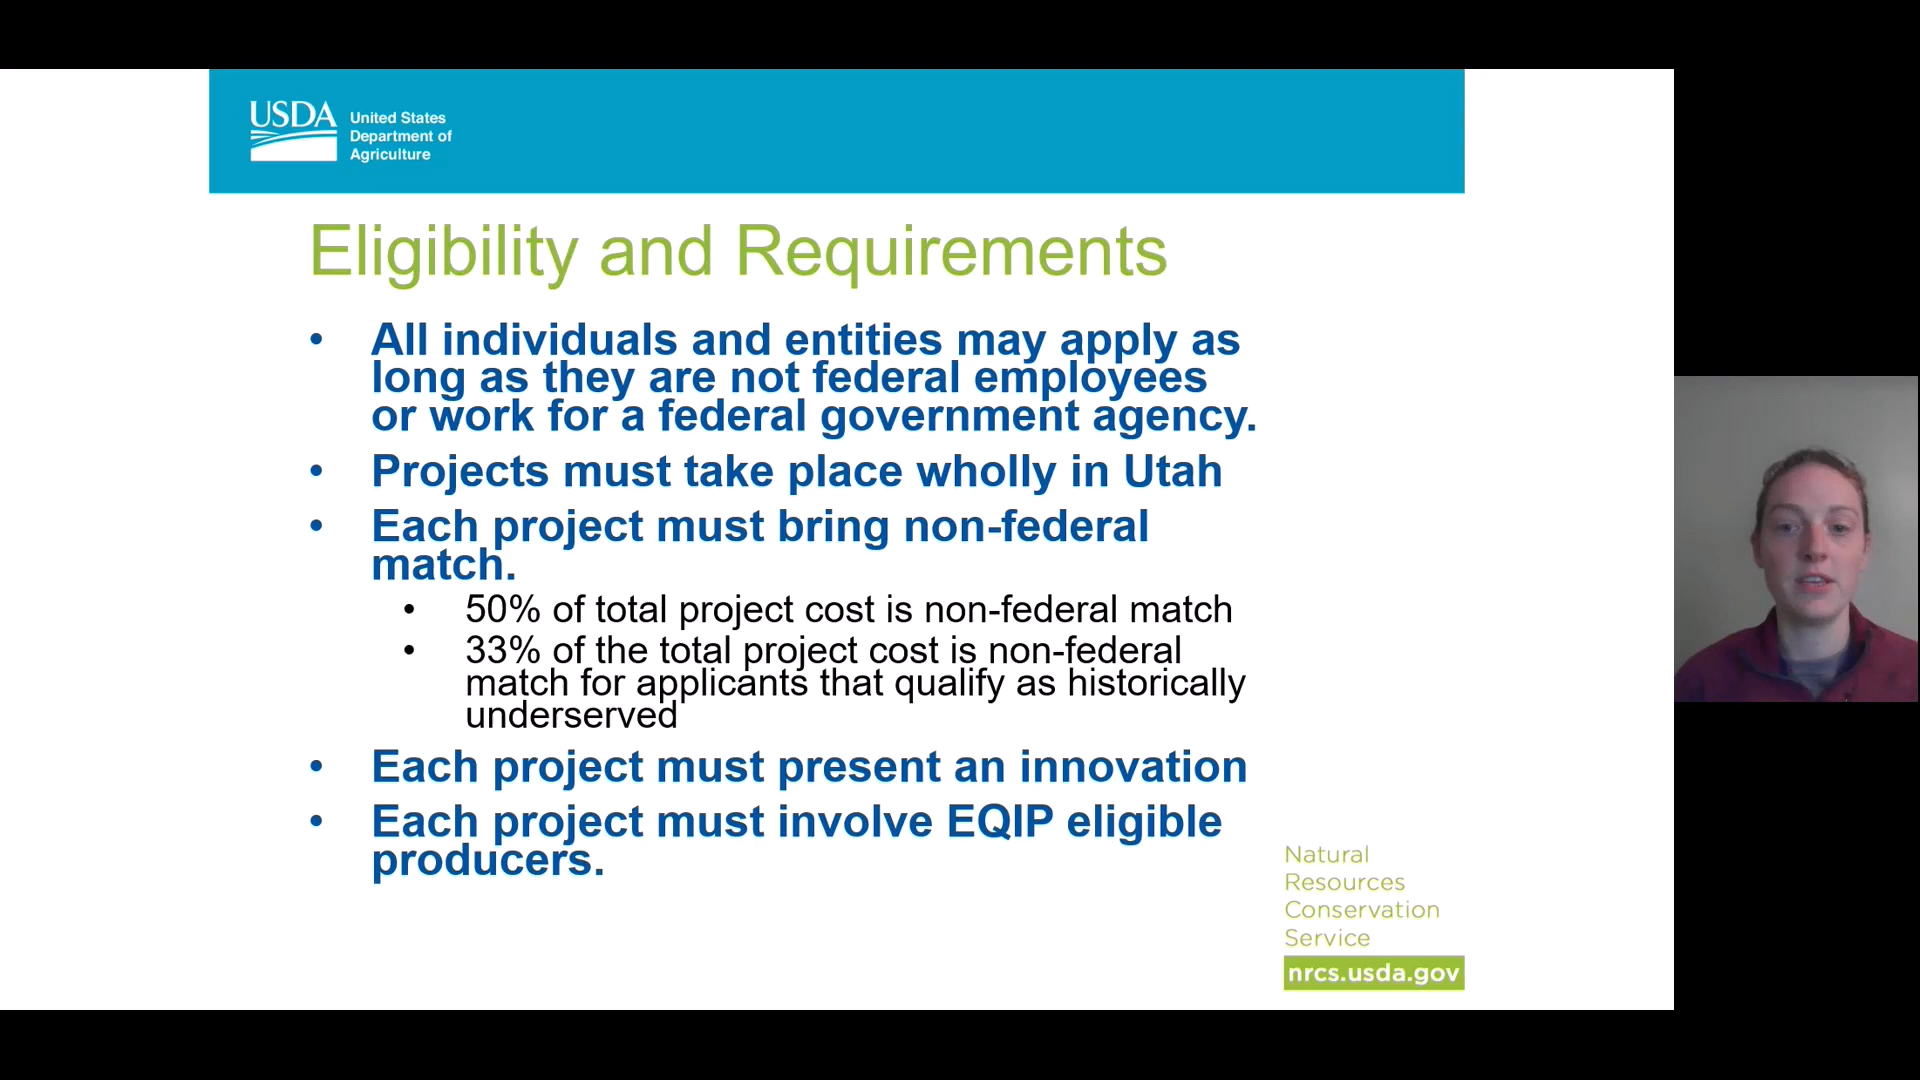 USDA
United States
Department of
Agriculture
Eligibility and Requirements
• All individuals and entities may apply as
long as they are not federal employees
or work for a federal government agency.
• Projects must take place wholly in Utah
• Each project must bring non-federal
match.
• 50% of total project cost is non-federal match
• 33% of the total project cost is non-federal
match for applicants that qualify as historically
underserved
• Each project must present an innovation
• Each project must involve EQIP eligible
producers.
Natural
Resources
Conservation
Service
nrcs.usda.gov